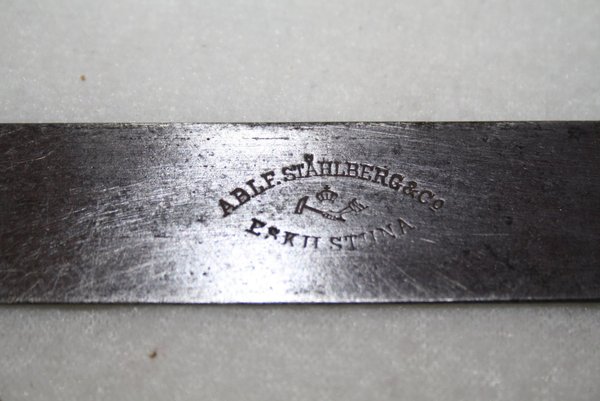 ABLF. STÅHLBERG & Co
ESKILSTUNA